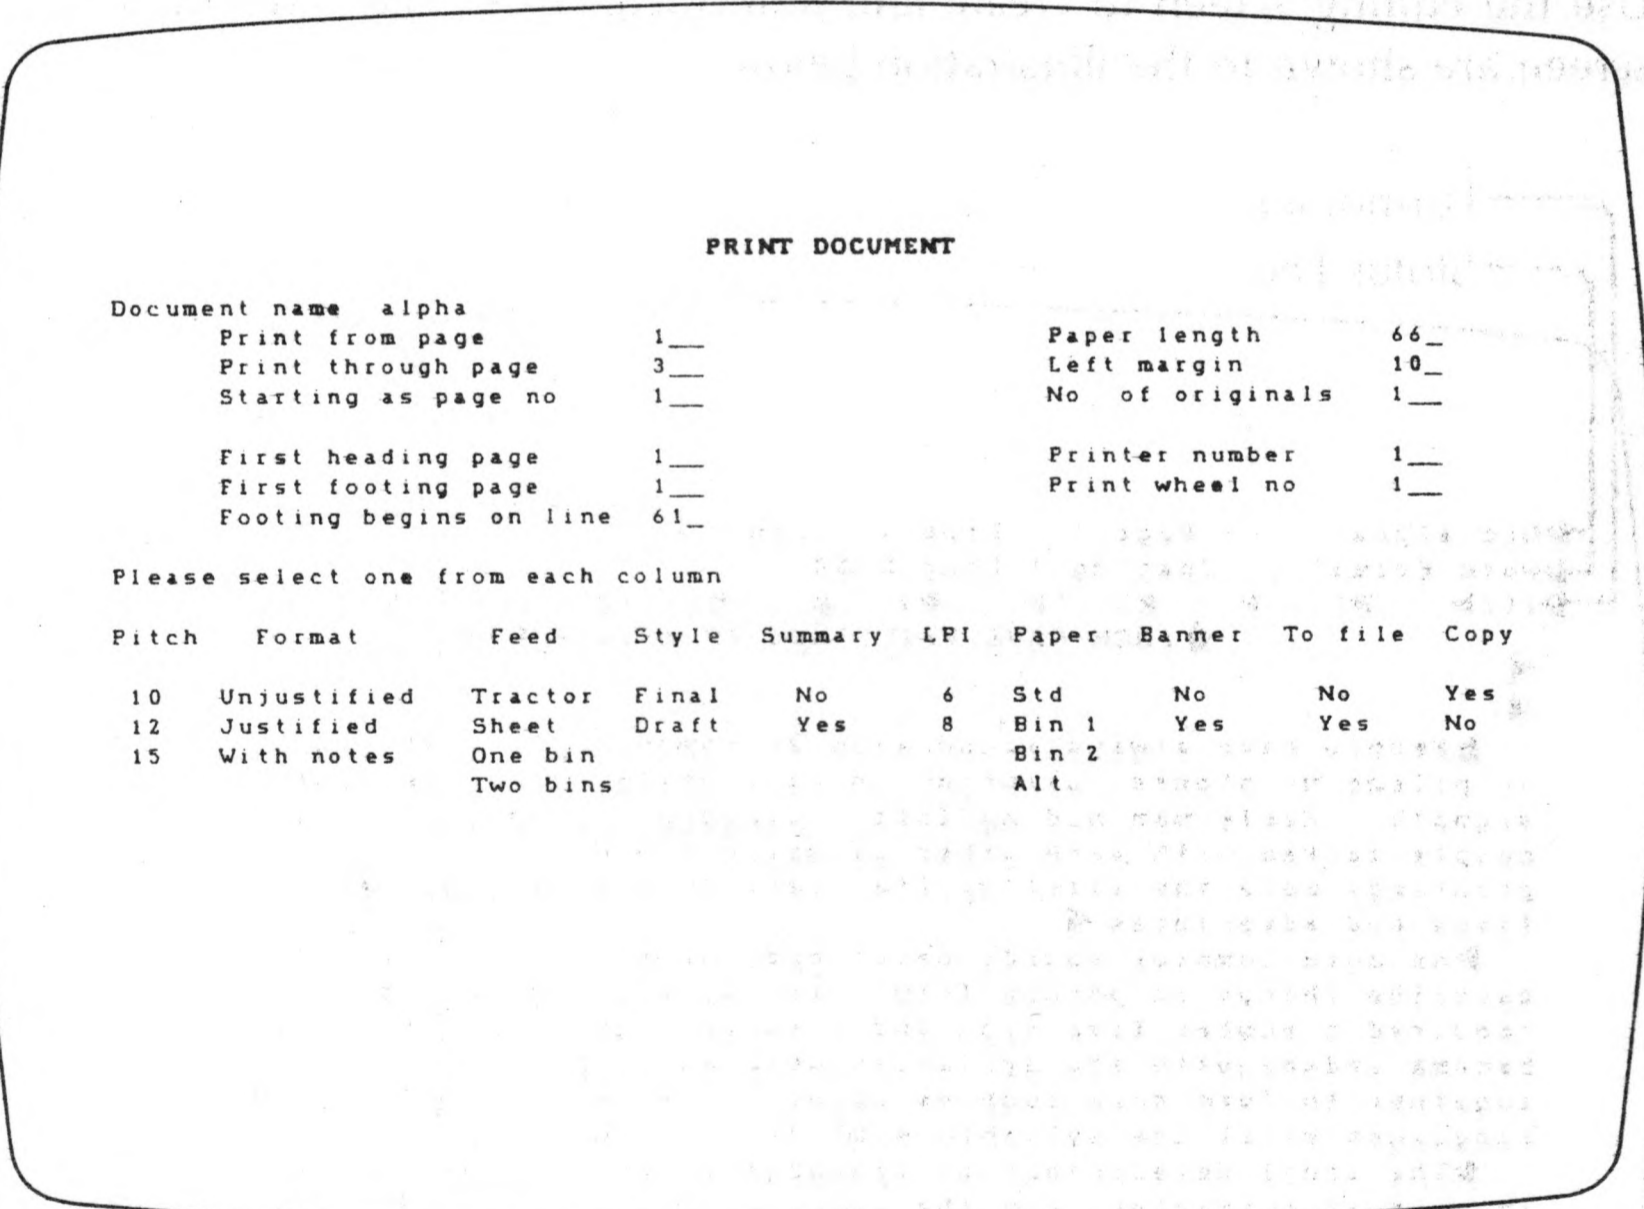 PRINT DOCUMENT
Document name alpha
Print from page 1___ Paper length 66_
Print through page 3___ Left margin 10_
Starting as page no 1___ No of originals 1___
First heading page 1___ Printer number 1___
First footing page 1___ Print wheel no 1___
Footing begins on line 61_
Please select one from each column
Pitch Format Feed Style Summary LPI Paper Banner To file Copy
10 Unjustified Tractor Final No 6 Std No No Yes
12 Justified Sheet Draft Yes 8 Bin 1 Yes Yes No
15 With notes One bin Bin 2
Two bins Alt